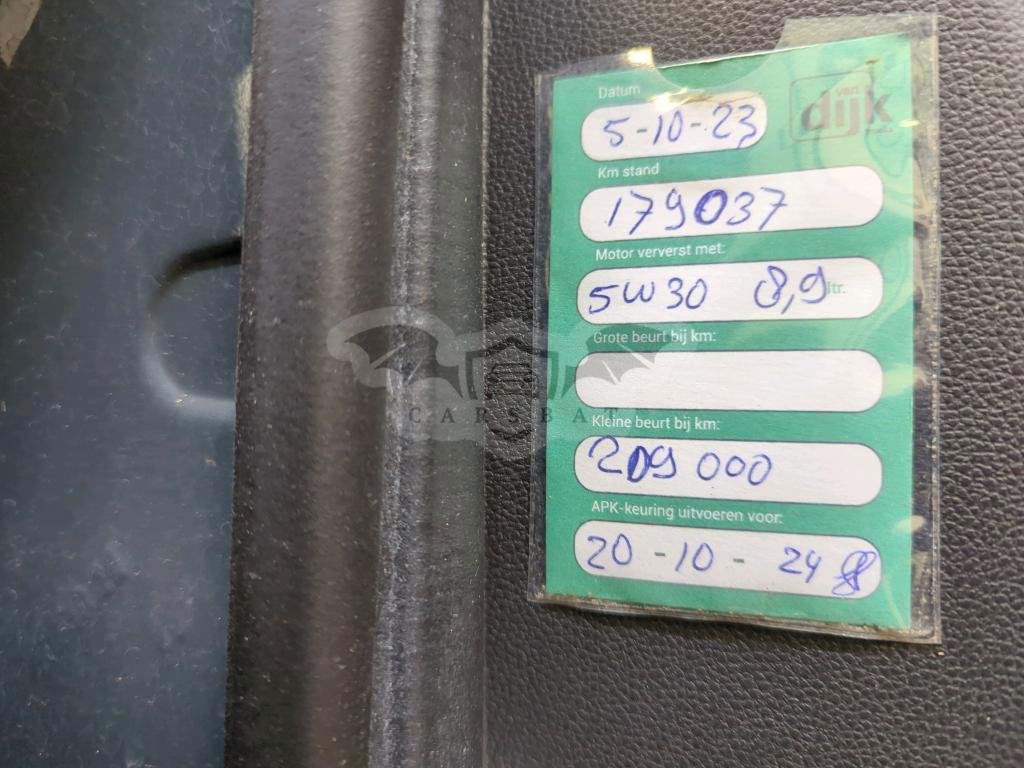 Datum
van
dijk
5-10-23
Km stand
179037
Motor ververst met:
5W30 8,9 ltr.
Grote beurt bij km:
CARSBATS
Kleine beurt bij km:
209 000
APK-keuring uitvoeren voor:
20-10-24